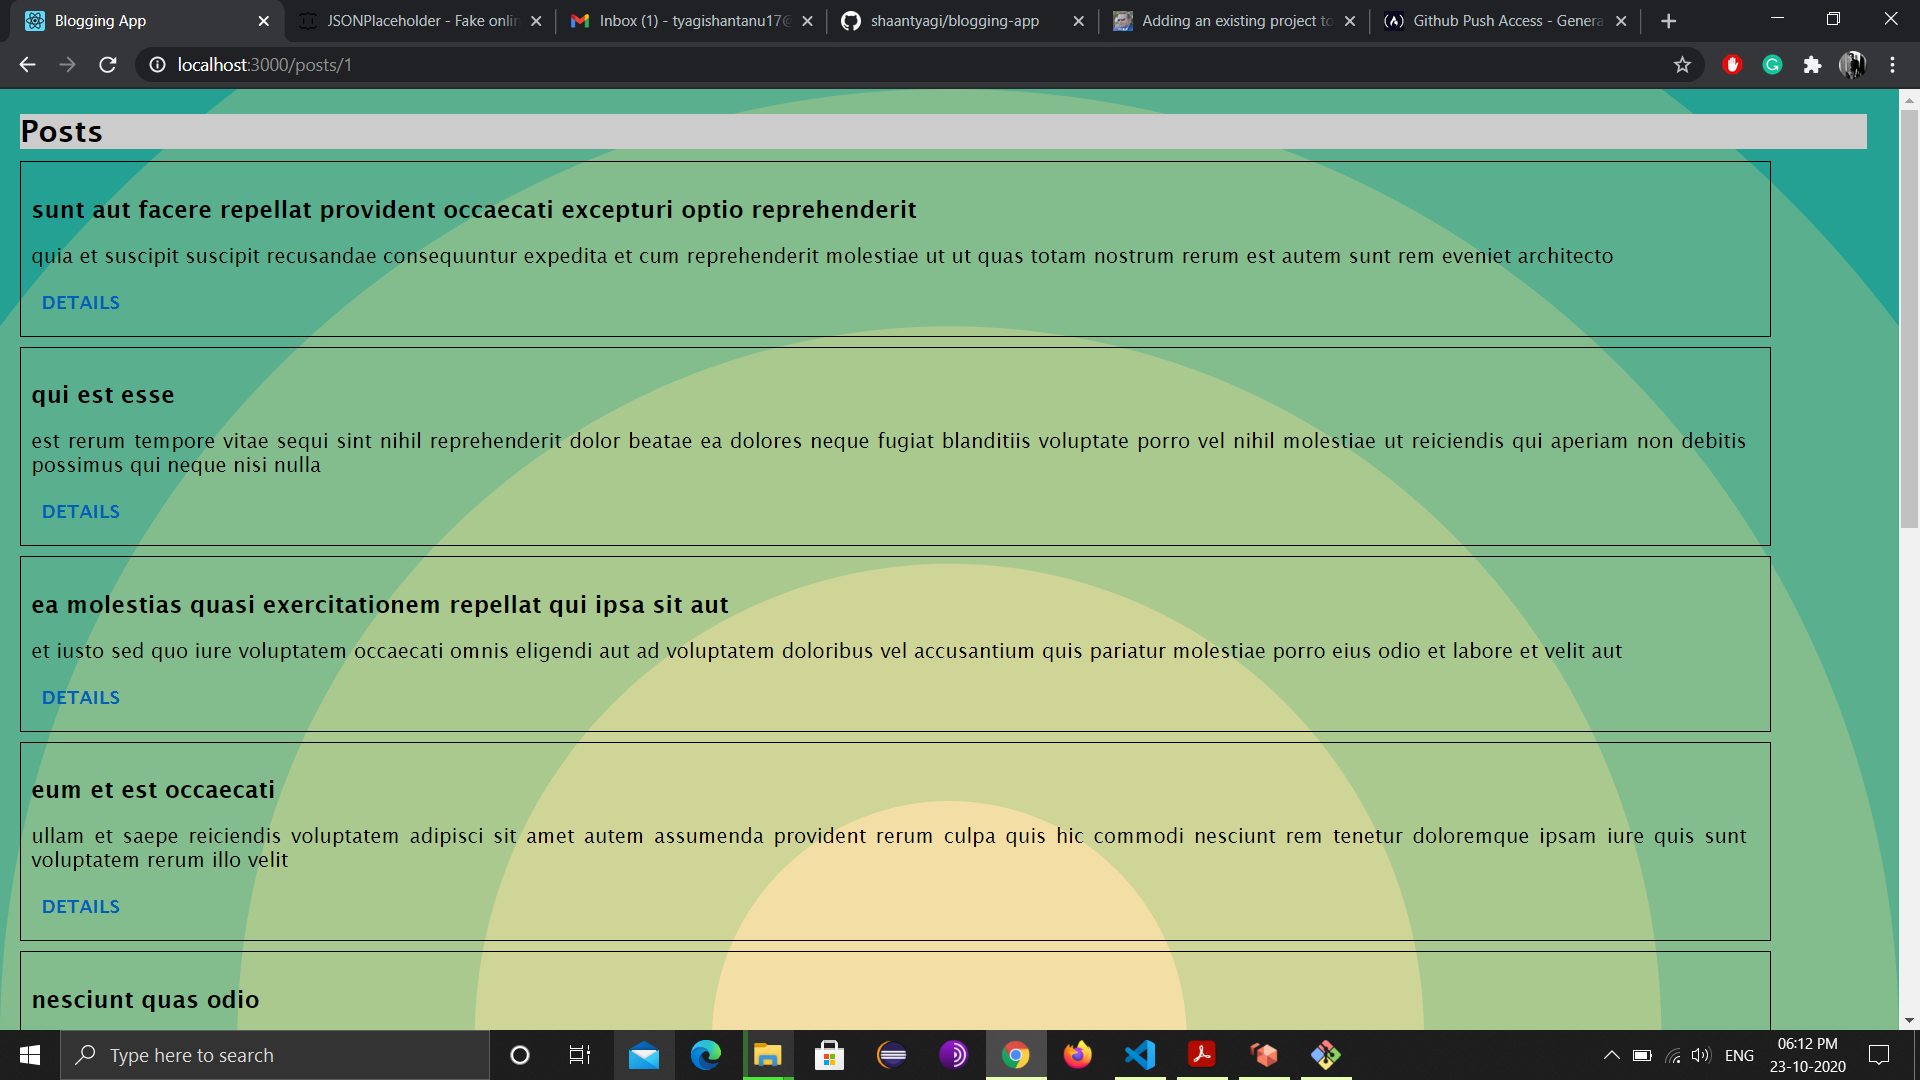 Blogging App
JSONPlaceholder - Fake onlin
Inbox (1) - tyagishantanu17@
shaantyagi/blogging-app
Adding an existing project to
Github Push Access - Genera
localhost:3000/posts/1
Posts
sunt aut facere repellat provident occaecati excepturi optio reprehenderit
quia et suscipit suscipit recusandae consequuntur expedita et cum reprehenderit molestiae ut ut quas totam nostrum rerum est autem sunt rem eveniet architecto
DETAILS
qui est esse
est rerum tempore vitae sequi sint nihil reprehenderit dolor beatae ea dolores neque fugiat blanditiis voluptate porro vel nihil molestiae ut reiciendis qui aperiam non debitis
possimus qui neque nisi nulla
DETAILS
ea molestias quasi exercitationem repellat qui ipsa sit aut
et iusto sed quo iure voluptatem occaecati omnis eligendi aut ad voluptatem doloribus vel accusantium quis pariatur molestiae porro eius odio et labore et velit aut
DETAILS
eum et est occaecati
ullam et saepe reiciendis voluptatem adipisci sit amet autem assumenda provident rerum culpa quis hic commodi nesciunt rem tenetur doloremque ipsam iure quis sunt
voluptatem rerum illo velit
DETAILS
nesciunt quas odio
Type here to search
ENG
06:12 PM
23-10-2020